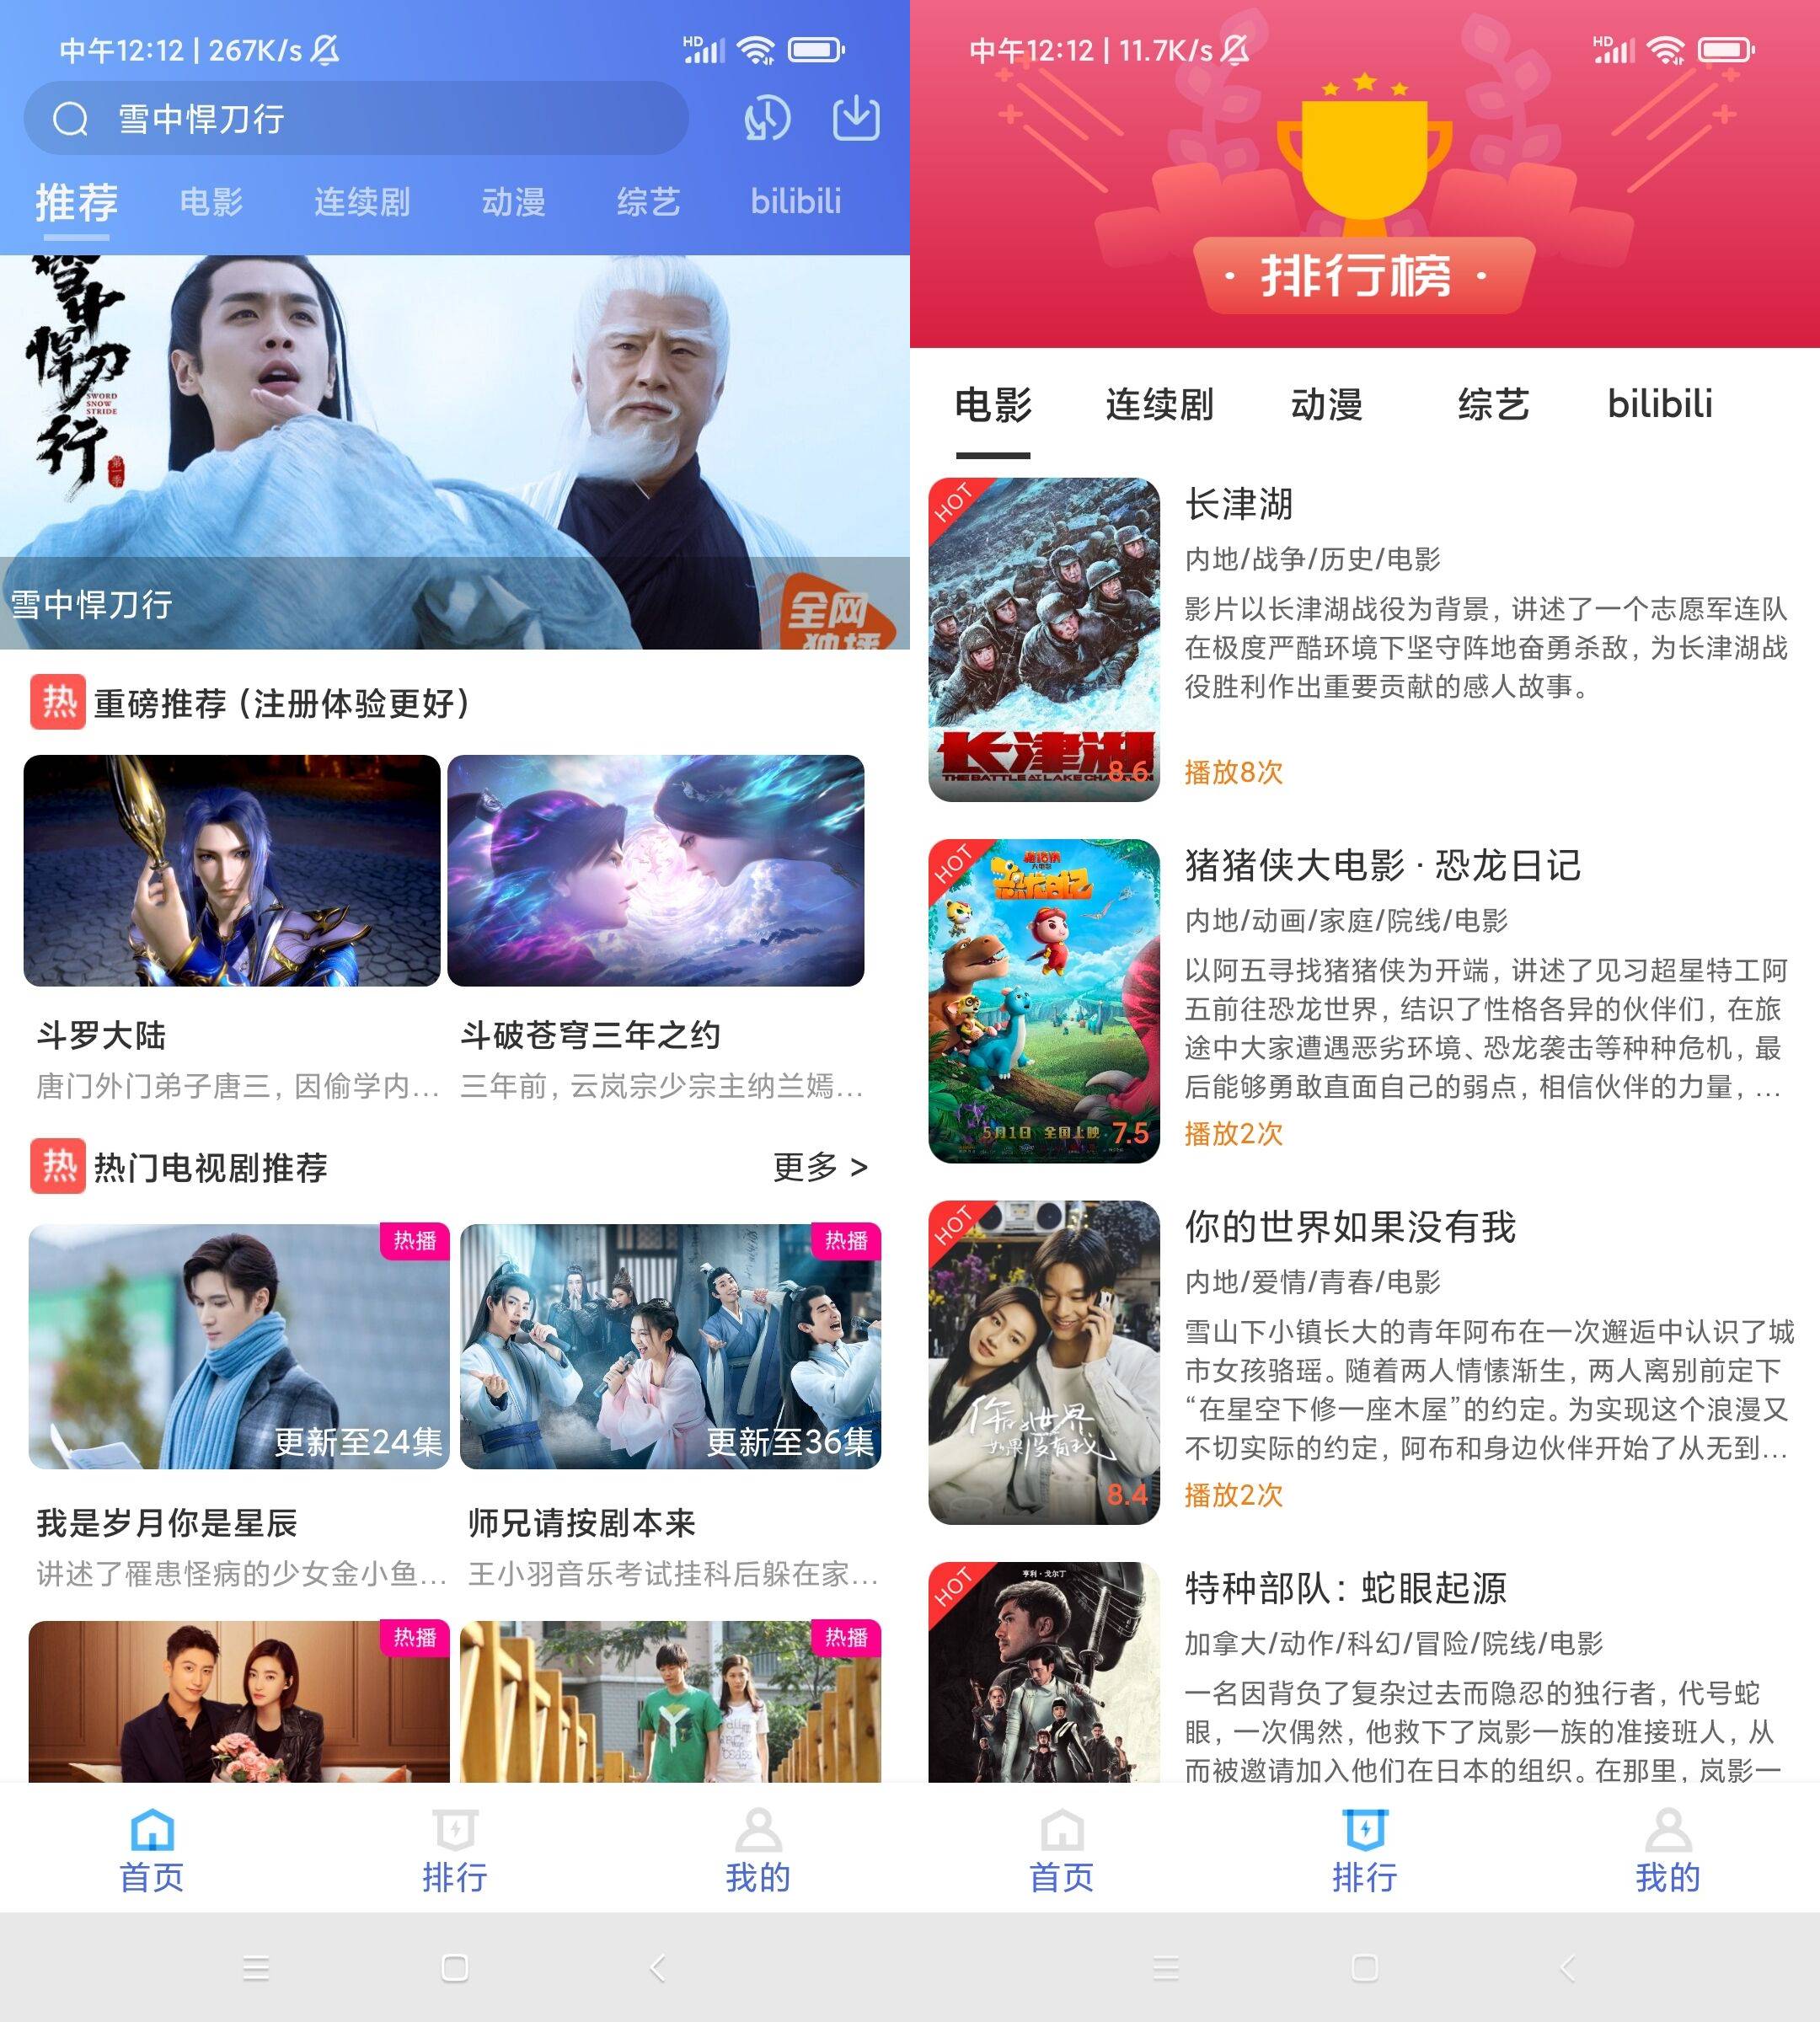 中午12:12 | 267K/s
HD
雪中悍刀行
推荐 电影 连续剧 动漫 综艺 bilibili
雪中悍刀行
SWORD
SNOW
STRIDE
第一季
雪中悍刀行
全网
独播
热 重磅推荐（注册体验更好）
斗罗大陆
唐门外门弟子唐三，因偷学内...
斗破苍穹三年之约
三年前，云岚宗少宗主纳兰嫣...
热 热门电视剧推荐
更多 >
热播
更新至24集
热播
更新至36集
我是岁月你是星辰
讲述了罹患怪病的少女金小鱼...
师兄请按剧本来
王小羽音乐考试挂科后躲在家...
热播
热播
首页 排行 我的
中午12:12 | 11.7K/s
HD
· 排行榜 ·
电影 连续剧 动漫 综艺 bilibili
HOT
长津湖
8.6
长津湖
内地/战争/历史/电影
影片以长津湖战役为背景，讲述了一个志愿军连队
在极度严酷环境下坚守阵地奋勇杀敌，为长津湖战
役胜利作出重要贡献的感人故事。
播放8次
HOT
猪猪侠
大电影
恐龙日记
5月1日 全国上映
7.5
猪猪侠大电影 · 恐龙日记
内地/动画/家庭/院线/电影
以阿五寻找猪猪侠为开端，讲述了见习超星特工阿
五前往恐龙世界，结识了性格各异的伙伴们，在旅
途中大家遭遇恶劣环境、恐龙袭击等种种危机，最
后能够勇敢直面自己的弱点，相信伙伴的力量，...
播放2次
HOT
你的世界
如果没有我
8.4
你的世界如果没有我
内地/爱情/青春/电影
雪山下小镇长大的青年阿布在一次邂逅中认识了城
市女孩骆瑶。随着两人情愫渐生，两人离别前定下
“在星空下修一座木屋”的约定。为实现这个浪漫又
不切实际的约定，阿布和身边伙伴开始了从无到...
播放2次
HOT
亨利·戈尔丁
特种部队：蛇眼起源
加拿大/动作/科幻/冒险/院线/电影
一名因背负了复杂过去而隐忍的独行者，代号蛇
眼，一次偶然，他救下了岚影一族的准接班人，从
而被邀请加入他们在日本的组织。在那里，岚影一
首页 排行 我的